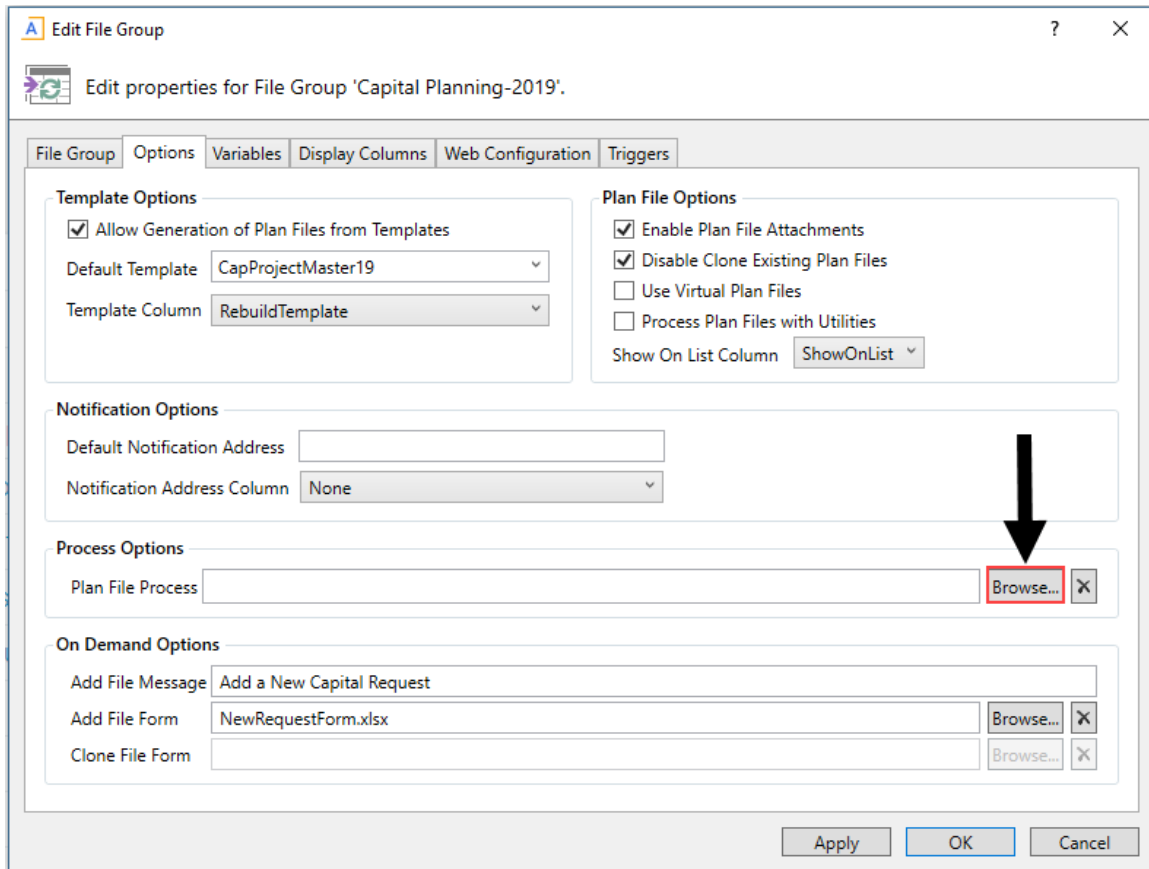 A Edit File Group ?
Edit properties for File Group 'Capital Planning-2019'.
File Group Options Variables Display Columns Web Configuration Triggers
Template Options
Allow Generation of Plan Files from Templates
Default Template CapProjectMaster19
Template Column RebuildTemplate
Plan File Options
Enable Plan File Attachments
Disable Clone Existing Plan Files
Use Virtual Plan Files
Process Plan Files with Utilities
Show On List Column ShowOnList
Notification Options
Default Notification Address
Notification Address Column None
Process Options
Plan File Process Browse...
On Demand Options
Add File Message Add a New Capital Request
Add File Form NewRequestForm.xlsx Browse...
Clone File Form Browse...
Apply OK Cancel